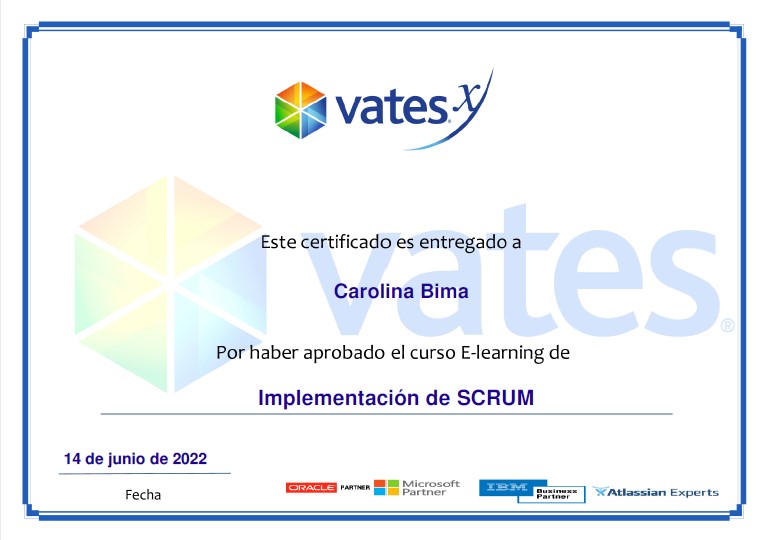 vates x
Este certificado es entregado a
vates®
Carolina Bima
Por haber aprobado el curso E-learning de
Implementación de SCRUM
14 de junio de 2022
Fecha
ORACLE PARTNER
Microsoft
Partner
IBM
Business
Partner
Atlassian Experts